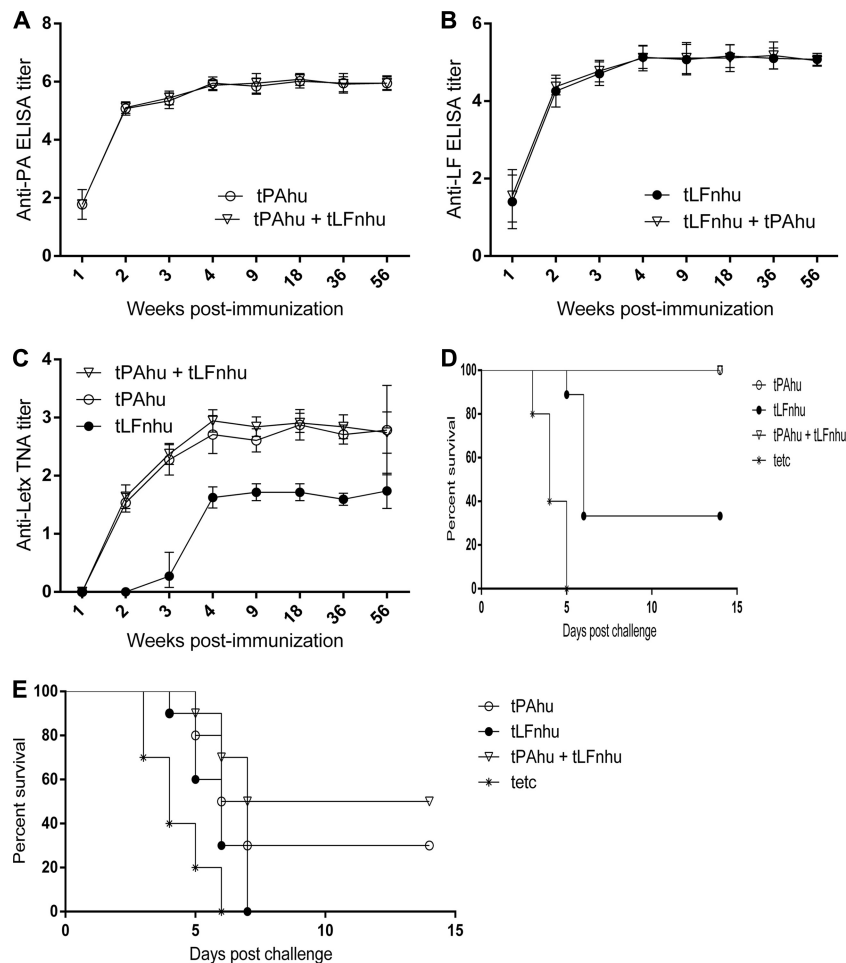 A
Anti-PA ELISA titer
8
6
4
2
0
tPAhu
tPAhu + tLFnhu
1 2 3 4 9 18 36 56
Weeks post-immunization
B
Anti-LF ELISA titer
6
4
2
0
tLFnhu
tLFnhu + tPAhu
1 2 3 4 9 18 36 56
Weeks post-immunization
C
Anti-Letx TNA titer
4
3
2
1
0
tPAhu + tLFnhu
tPAhu
tLFnhu
1 2 3 4 9 18 36 56
Weeks post-immunization
D
Percent survival
100
80
60
40
20
0
0 5 10 15
Days post challenge
tPAhu
tLFnhu
tPAhu + tLFnhu
tetc
E
Percent survival
100
80
60
40
20
0
0 5 10 15
Days post challenge
tPAhu
tLFnhu
tPAhu + tLFnhu
tetc